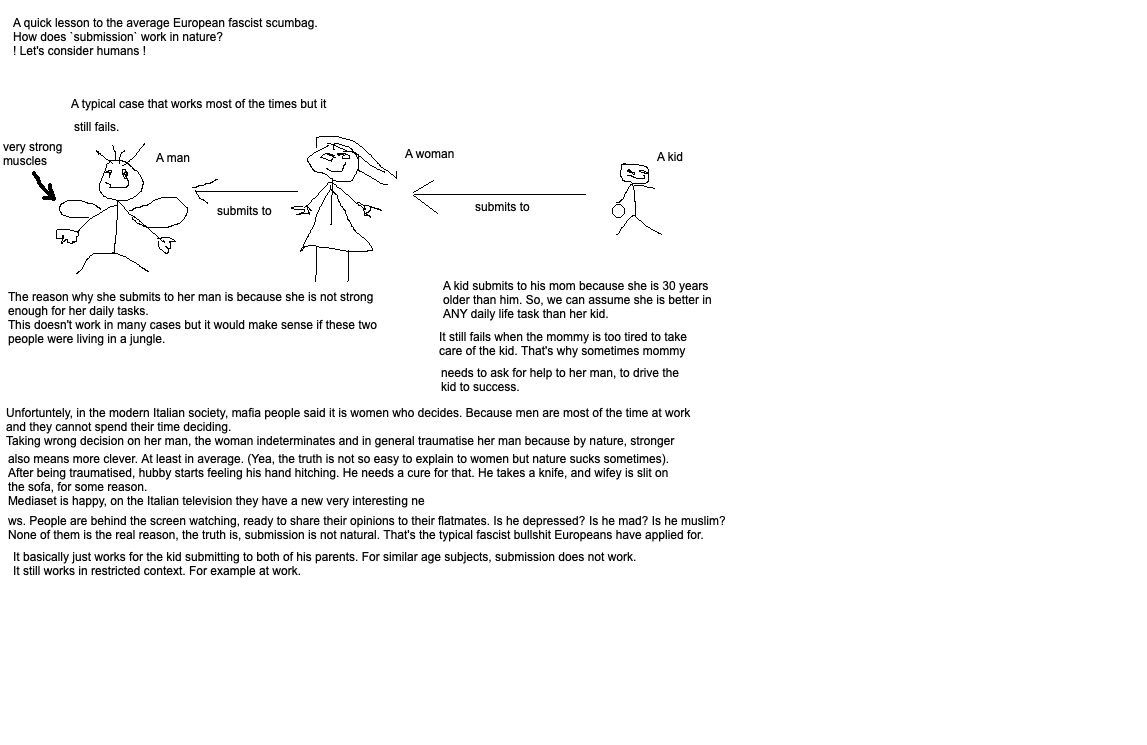 A quick lesson to the average European fascist scumbag.
How does `submission` work in nature?
! Let's consider humans !
A typical case that works most of the times but it
still fails.
very strong
muscles
A man
submits to
A woman
submits to
A kid
The reason why she submits to her man is because she is not strong
enough for her daily tasks.
This doesn't work in many cases but it would make sense if these two
people were living in a jungle.
A kid submits to his mom because she is 30 years
older than him. So, we can assume she is better in
ANY daily life task than her kid.
It still fails when the mommy is too tired to take
care of the kid. That's why sometimes mommy
needs to ask for help to her man, to drive the
kid to success.
Unfortuntely, in the modern Italian society, mafia people said it is women who decides. Because men are most of the time at work
and they cannot spend their time deciding.
Taking wrong decision on her man, the woman indeterminates and in general traumatise her man because by nature, stronger
also means more clever. At least in average. (Yea, the truth is not so easy to explain to women but nature sucks sometimes).
After being traumatised, hubby starts feeling his hand hitching. He needs a cure for that. He takes a knife, and wifey is slit on
the sofa, for some reason.
Mediaset is happy, on the Italian television they have a new very interesting ne
ws. People are behind the screen watching, ready to share their opinions to their flatmates. Is he depressed? Is he mad? Is he muslim?
None of them is the real reason, the truth is, submission is not natural. That's the typical fascist bullshit Europeans have applied for.
It basically just works for the kid submitting to both of his parents. For similar age subjects, submission does not work.
It still works in restricted context. For example at work.